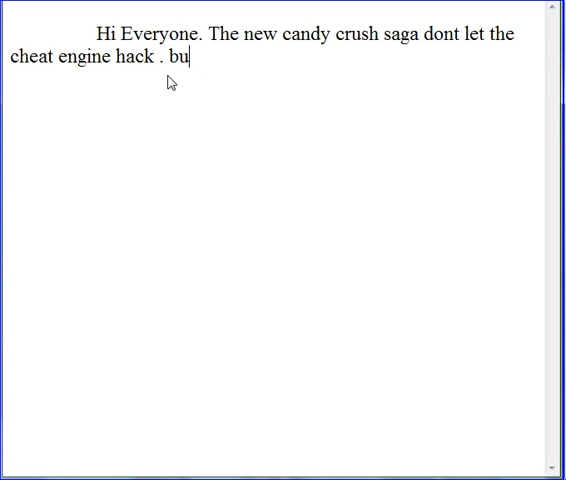 Hi Everyone. The new candy crush saga dont let the
cheat engine hack . bu